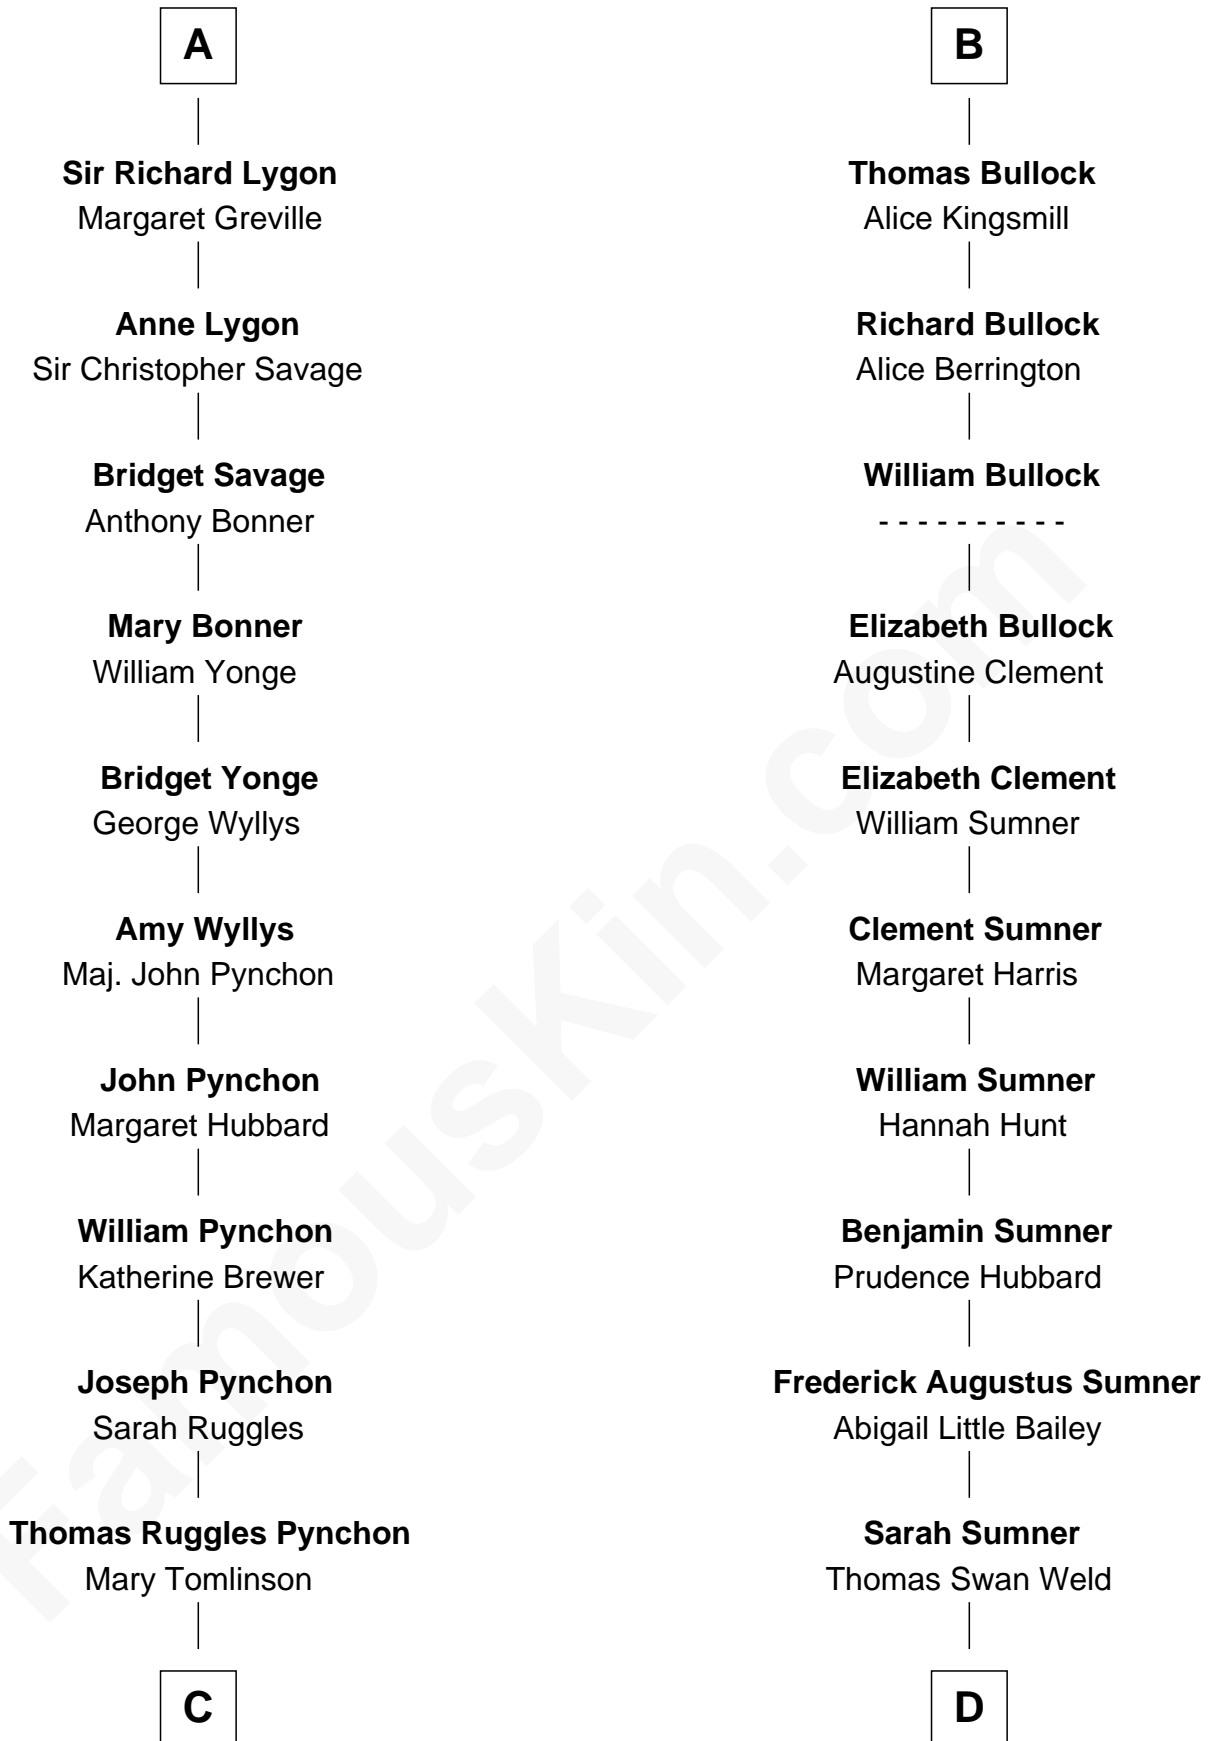 A
Sir Richard Lygon
Margaret Greville
Anne Lygon
Sir Christopher Savage
Bridget Savage
Anthony Bonner
Mary Bonner
William Yonge
Bridget Yonge
George Wyllys
Amy Wyllys
Maj. John Pynchon
John Pynchon
Margaret Hubbard
William Pynchon
Katherine Brewer
Joseph Pynchon
Sarah Ruggles
Thomas Ruggles Pynchon
Mary Tomlinson
C
B
Thomas Bullock
Alice Kingsmill
Richard Bullock
Alice Berrington
William Bullock
- - - - - - - - - -
Elizabeth Bullock
Augustine Clement
Elizabeth Clement
William Sumner
Clement Sumner
Margaret Harris
William Sumner
Hannah Hunt
Benjamin Sumner
Prudence Hubbard
Frederick Augustus Sumner
Abigail Little Bailey
Sarah Sumner
Thomas Swan Weld
D
FamousKin.com